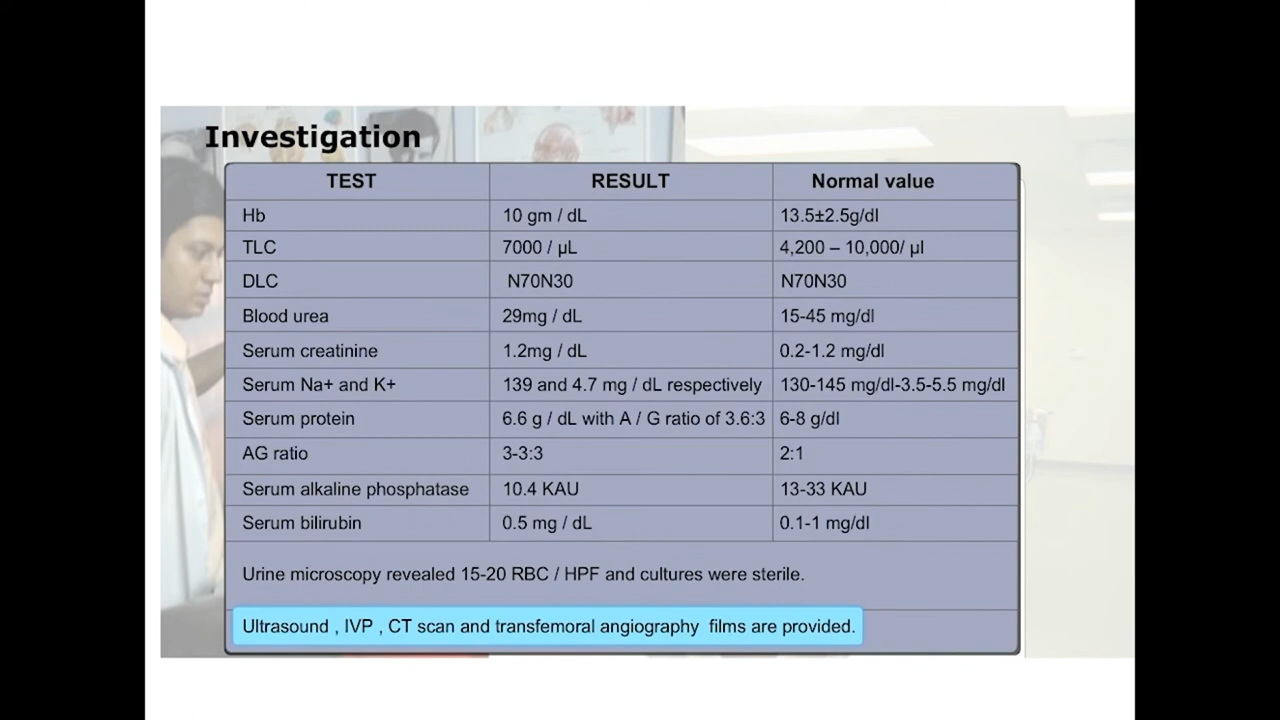 Investigation
TEST RESULT Normal value
Hb 10 gm / dL 13.5±2.5g/dl
TLC 7000 / µL 4,200 – 10,000/ µl
DLC N70N30 N70N30
Blood urea 29mg / dL 15-45 mg/dl
Serum creatinine 1.2mg / dL 0.2-1.2 mg/dl
Serum Na+ and K+ 139 and 4.7 mg / dL respectively 130-145 mg/dl-3.5-5.5 mg/dl
Serum protein 6.6 g / dL with A / G ratio of 3.6:3 6-8 g/dl
AG ratio 3-3:3 2:1
Serum alkaline phosphatase 10.4 KAU 13-33 KAU
Serum bilirubin 0.5 mg / dL 0.1-1 mg/dl
Urine microscopy revealed 15-20 RBC / HPF and cultures were sterile.
Ultrasound , IVP , CT scan and transfemoral angiography films are provided.